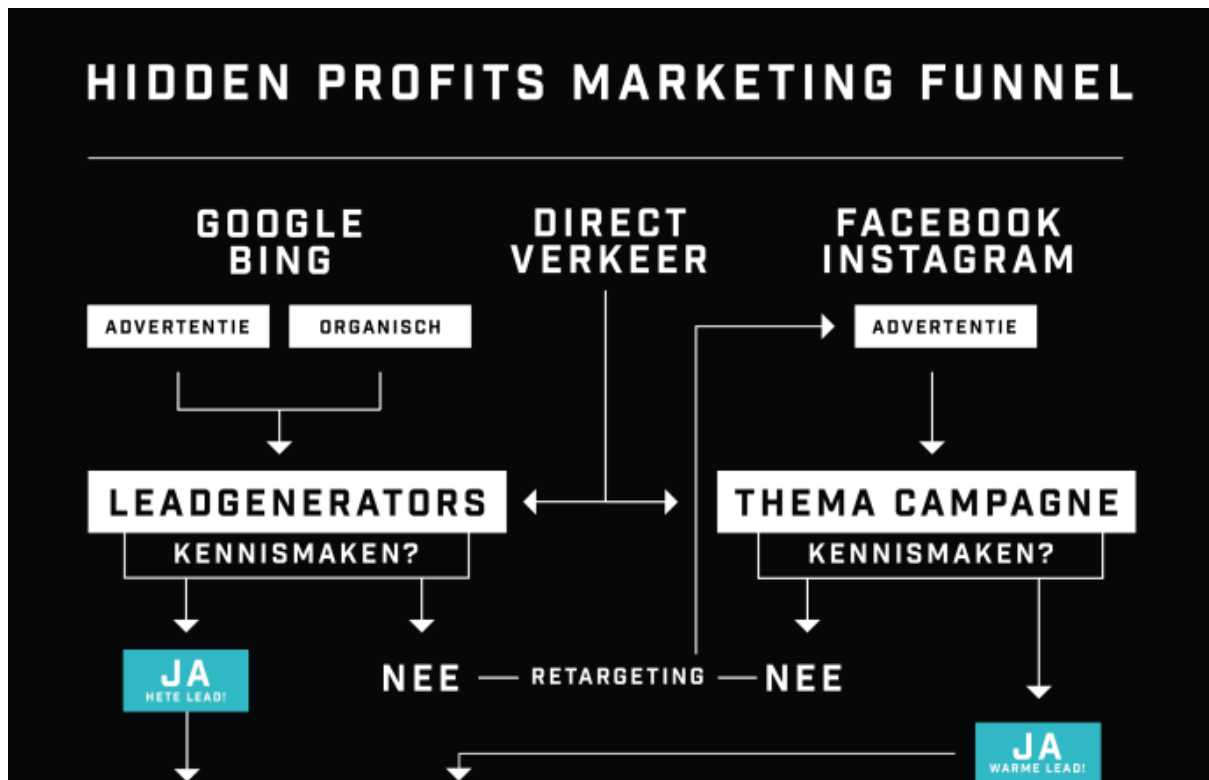 HIDDEN PROFITS MARKETING FUNNEL
GOOGLE
BING
DIRECT
VERKEER
FACEBOOK
INSTAGRAM
ADVERTENTIE
ORGANISCH
ADVERTENTIE
LEADGENERATORS
KENNISMAKEN?
THEMA CAMPAGNE
KENNISMAKEN?
JA
HETE LEAD!
NEE
RETARGETING
NEE
JA
WARME LEAD!